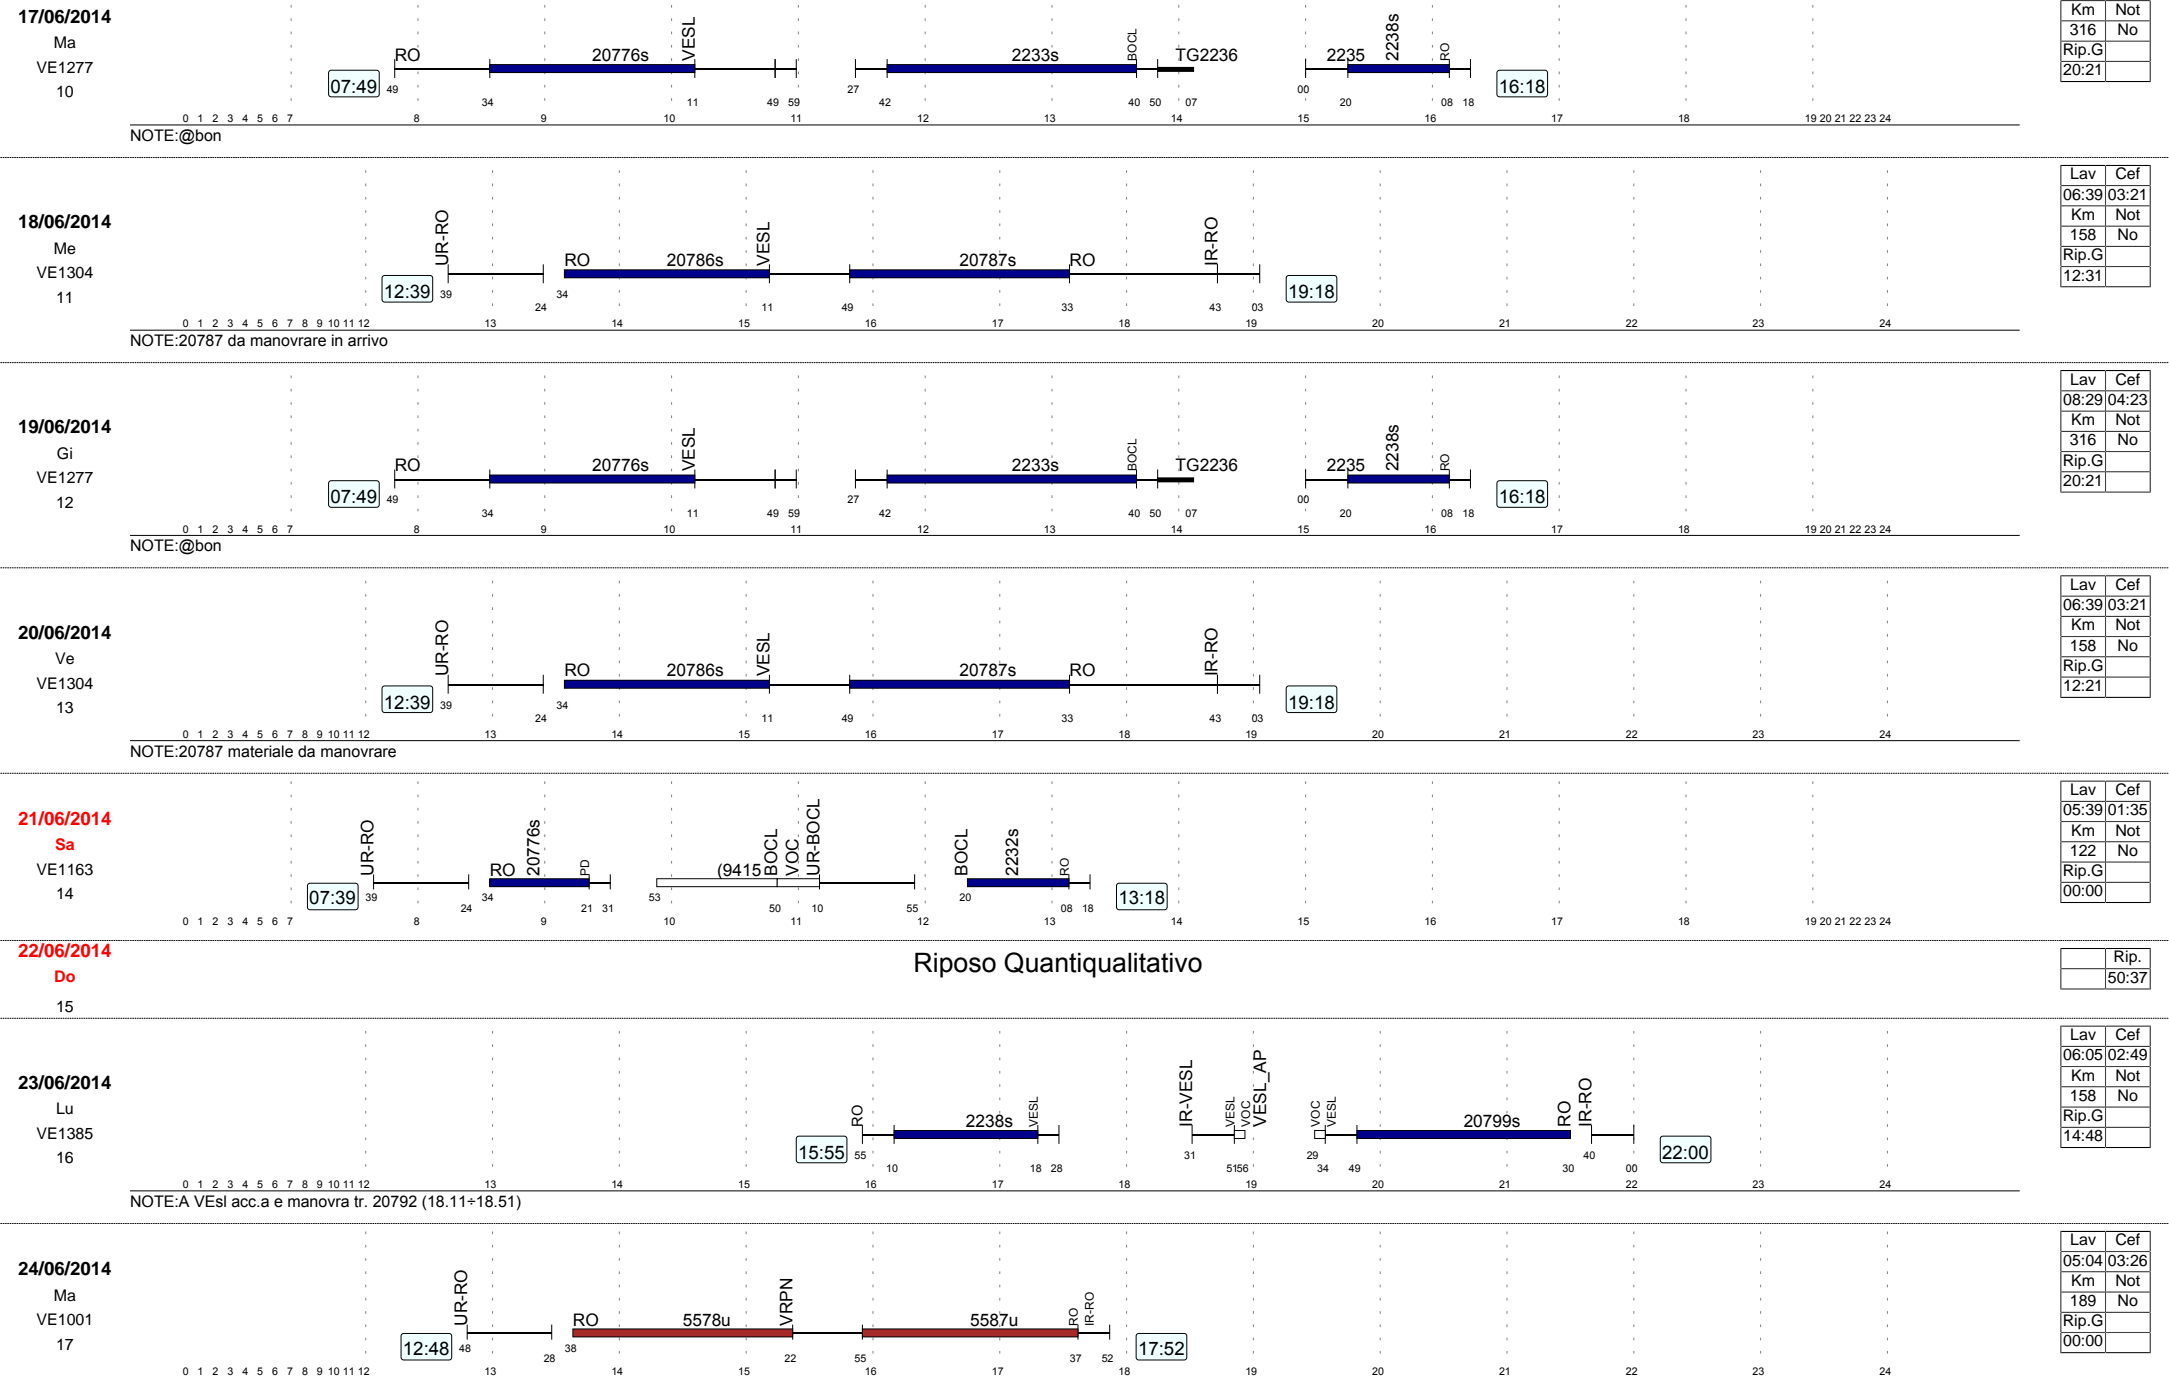 17/06/2014
Ma
VE1277
10
RO 20776s VESL 2233s BOCL TG2236 2235 2238s RO
07:49 16:18
49 34 11 49 59 27 42 40 50 07 00 20 08 18
0 1 2 3 4 5 6 7 8 9 10 11 12 13 14 15 16 17 18 19 20 21 22 23 24
NOTE:@bon
Km Not
316 No
Rip.G
20:21
18/06/2014
Me
VE1304
11
UR-RO RO 20786s VESL 20787s RO IR-RO
12:39 19:18
39 24 34 11 49 33 43 03
0 1 2 3 4 5 6 7 8 9 10 11 12 13 14 15 16 17 18 19 20 21 22 23 24
NOTE:20787 da manovrare in arrivo
Lav Cef
06:39 03:21
Km Not
158 No
Rip.G
12:31
19/06/2014
Gi
VE1277
12
RO 20776s VESL 2233s BOCL TG2236 2235 2238s RO
07:49 16:18
49 34 11 49 59 27 42 40 50 07 00 20 08 18
0 1 2 3 4 5 6 7 8 9 10 11 12 13 14 15 16 17 18 19 20 21 22 23 24
NOTE:@bon
Lav Cef
08:29 04:23
Km Not
316 No
Rip.G
20:21
20/06/2014
Ve
VE1304
13
UR-RO RO 20786s VESL 20787s RO IR-RO
12:39 19:18
39 24 34 11 49 33 43 03
0 1 2 3 4 5 6 7 8 9 10 11 12 13 14 15 16 17 18 19 20 21 22 23 24
NOTE:20787 materiale da manovrare
Lav Cef
06:39 03:21
Km Not
158 No
Rip.G
12:21
21/06/2014
Sa
VE1163
14
UR-RO RO 20776s PD (9415 BOCL VOC UR-BOCL BOCL 2232s RO
07:39 13:18
39 24 34 21 31 53 50 10 55 20 08 18
0 1 2 3 4 5 6 7 8 9 10 11 12 13 14 15 16 17 18 19 20 21 22 23 24
Lav Cef
05:39 01:35
Km Not
122 No
Rip.G
00:00
22/06/2014
Do
15
Riposo Quantiqualitativo
Rip.
50:37
23/06/2014
Lu
VE1385
16
RO 2238s VESL IR-VESL VESL VOC VESL_AP VOC VESL 20799s RO IR-RO
15:55 22:00
55 10 18 28 31 51 56 29 34 49 30 40 00
0 1 2 3 4 5 6 7 8 9 10 11 12 13 14 15 16 17 18 19 20 21 22 23 24
NOTE:A VEsl acc.a e manovra tr. 20792 (18.11÷18.51)
Lav Cef
06:05 02:49
Km Not
158 No
Rip.G
14:48
24/06/2014
Ma
VE1001
17
UR-RO RO 5578u VRPN 5587u RO IR-RO
12:48 17:52
48 28 38 22 55 37 52
0 1 2 3 4 5 6 7 8 9 10 11 12 13 14 15 16 17 18 19 20 21 22 23 24
Lav Cef
05:04 03:26
Km Not
189 No
Rip.G
00:00